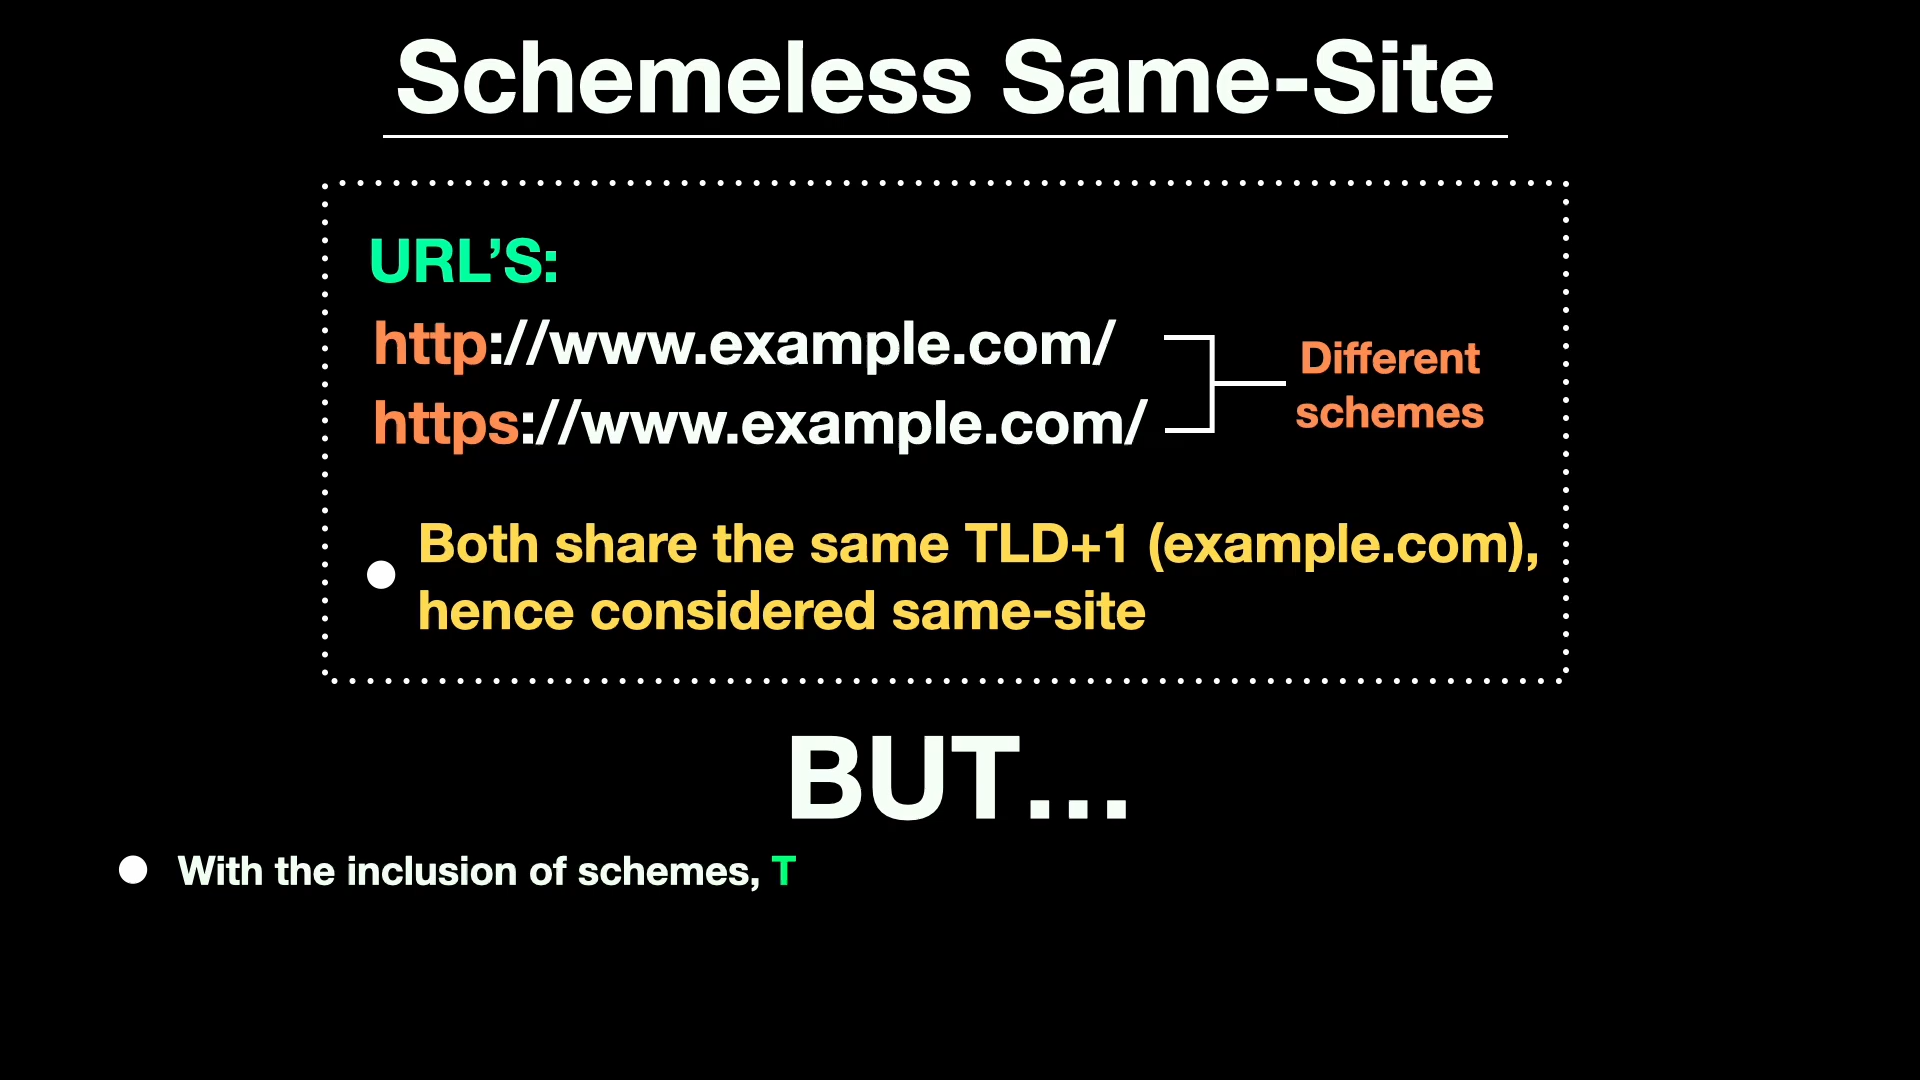 Schemeless Same-Site
URL’S:
http://www.example.com/
https://www.example.com/
Different
schemes
Both share the same TLD+1 (example.com),
hence considered same-site
BUT...
With the inclusion of schemes, T